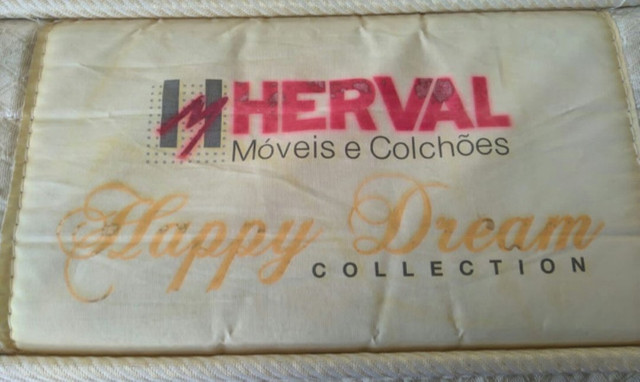 HERVAL
Móveis e Colchões
Happy Dream
COLLECTION